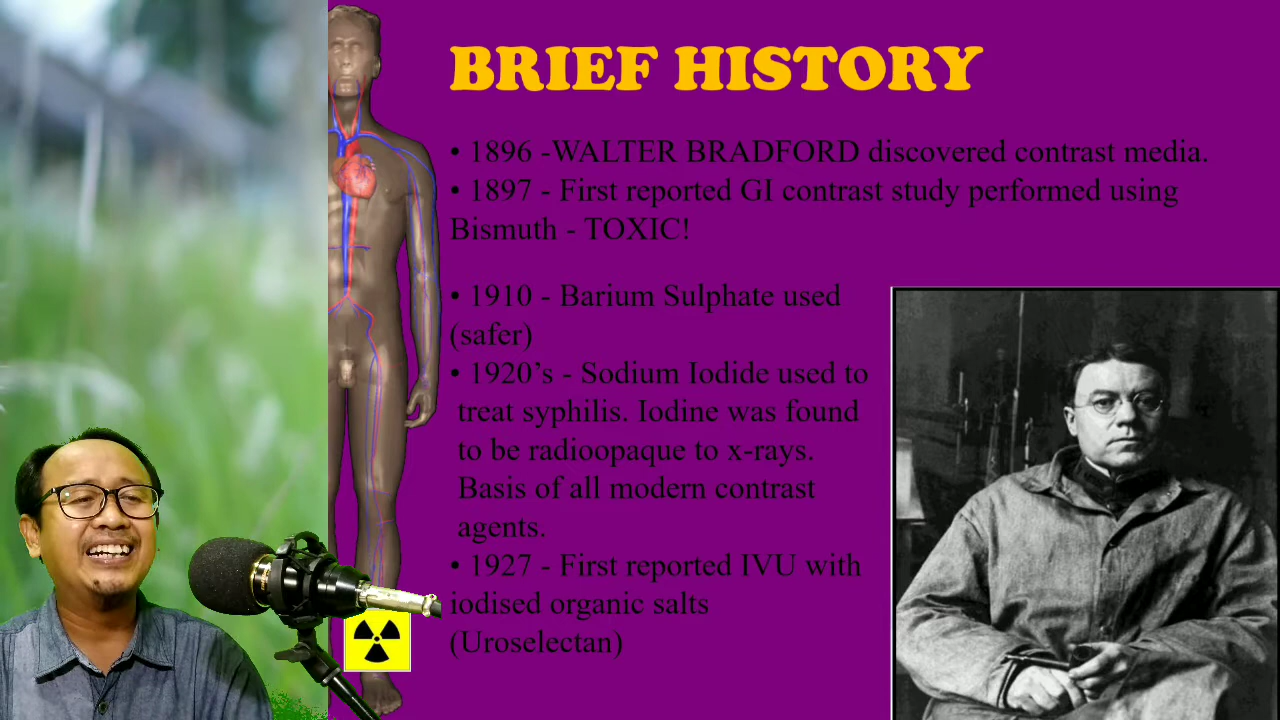 BRIEF HISTORY
• 1896 -WALTER BRADFORD discovered contrast media.
• 1897 - First reported GI contrast study performed using
Bismuth - TOXIC!
• 1910 - Barium Sulphate used
(safer)
• 1920’s - Sodium Iodide used to
treat syphilis. Iodine was found
to be radioopaque to x-rays.
Basis of all modern contrast
agents.
• 1927 - First reported IVU with
iodised organic salts
(Uroselectan)